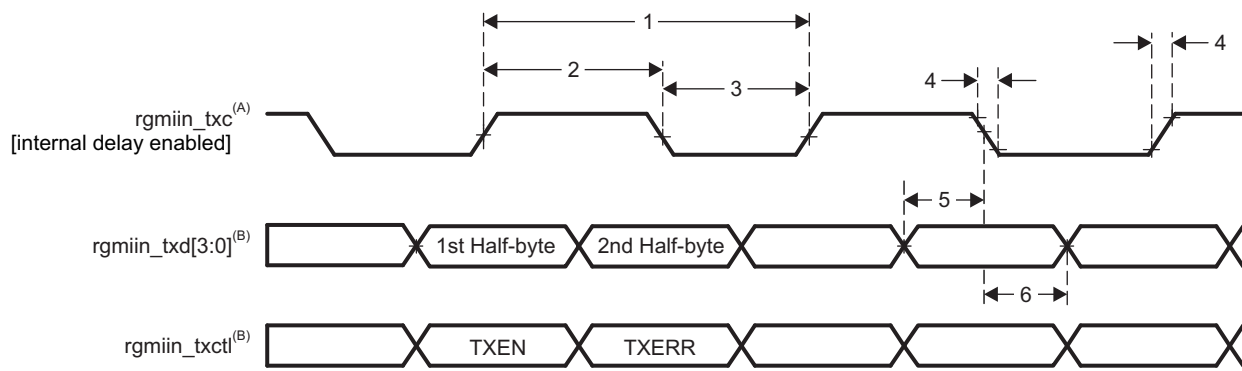 1
2
3
4
4
rgmiin_txc(A)
[internal delay enabled]
5
rgmiin_txd[3:0](B)
1st Half-byte
2nd Half-byte
6
rgmiin_txctl(B)
TXEN
TXERR